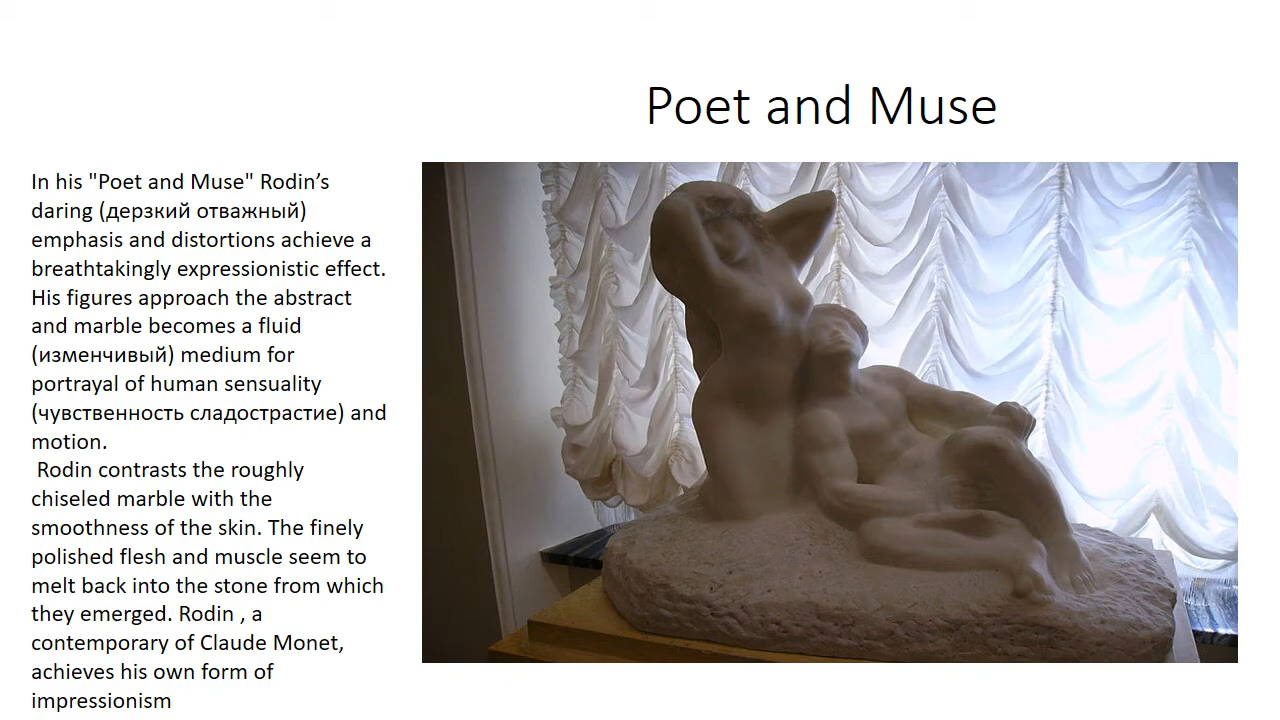 Poet and Muse
In his "Poet and Muse" Rodin’s
daring (дерзкий отважный)
emphasis and distortions achieve a
breathtakingly expressionistic effect.
His figures approach the abstract
and marble becomes a fluid
(изменчивый) medium for
portrayal of human sensuality
(чувственность сладострастие) and
motion.
Rodin contrasts the roughly
chiseled marble with the
smoothness of the skin. The finely
polished flesh and muscle seem to
melt back into the stone from which
they emerged. Rodin , a
contemporary of Claude Monet,
achieves his own form of
impressionism